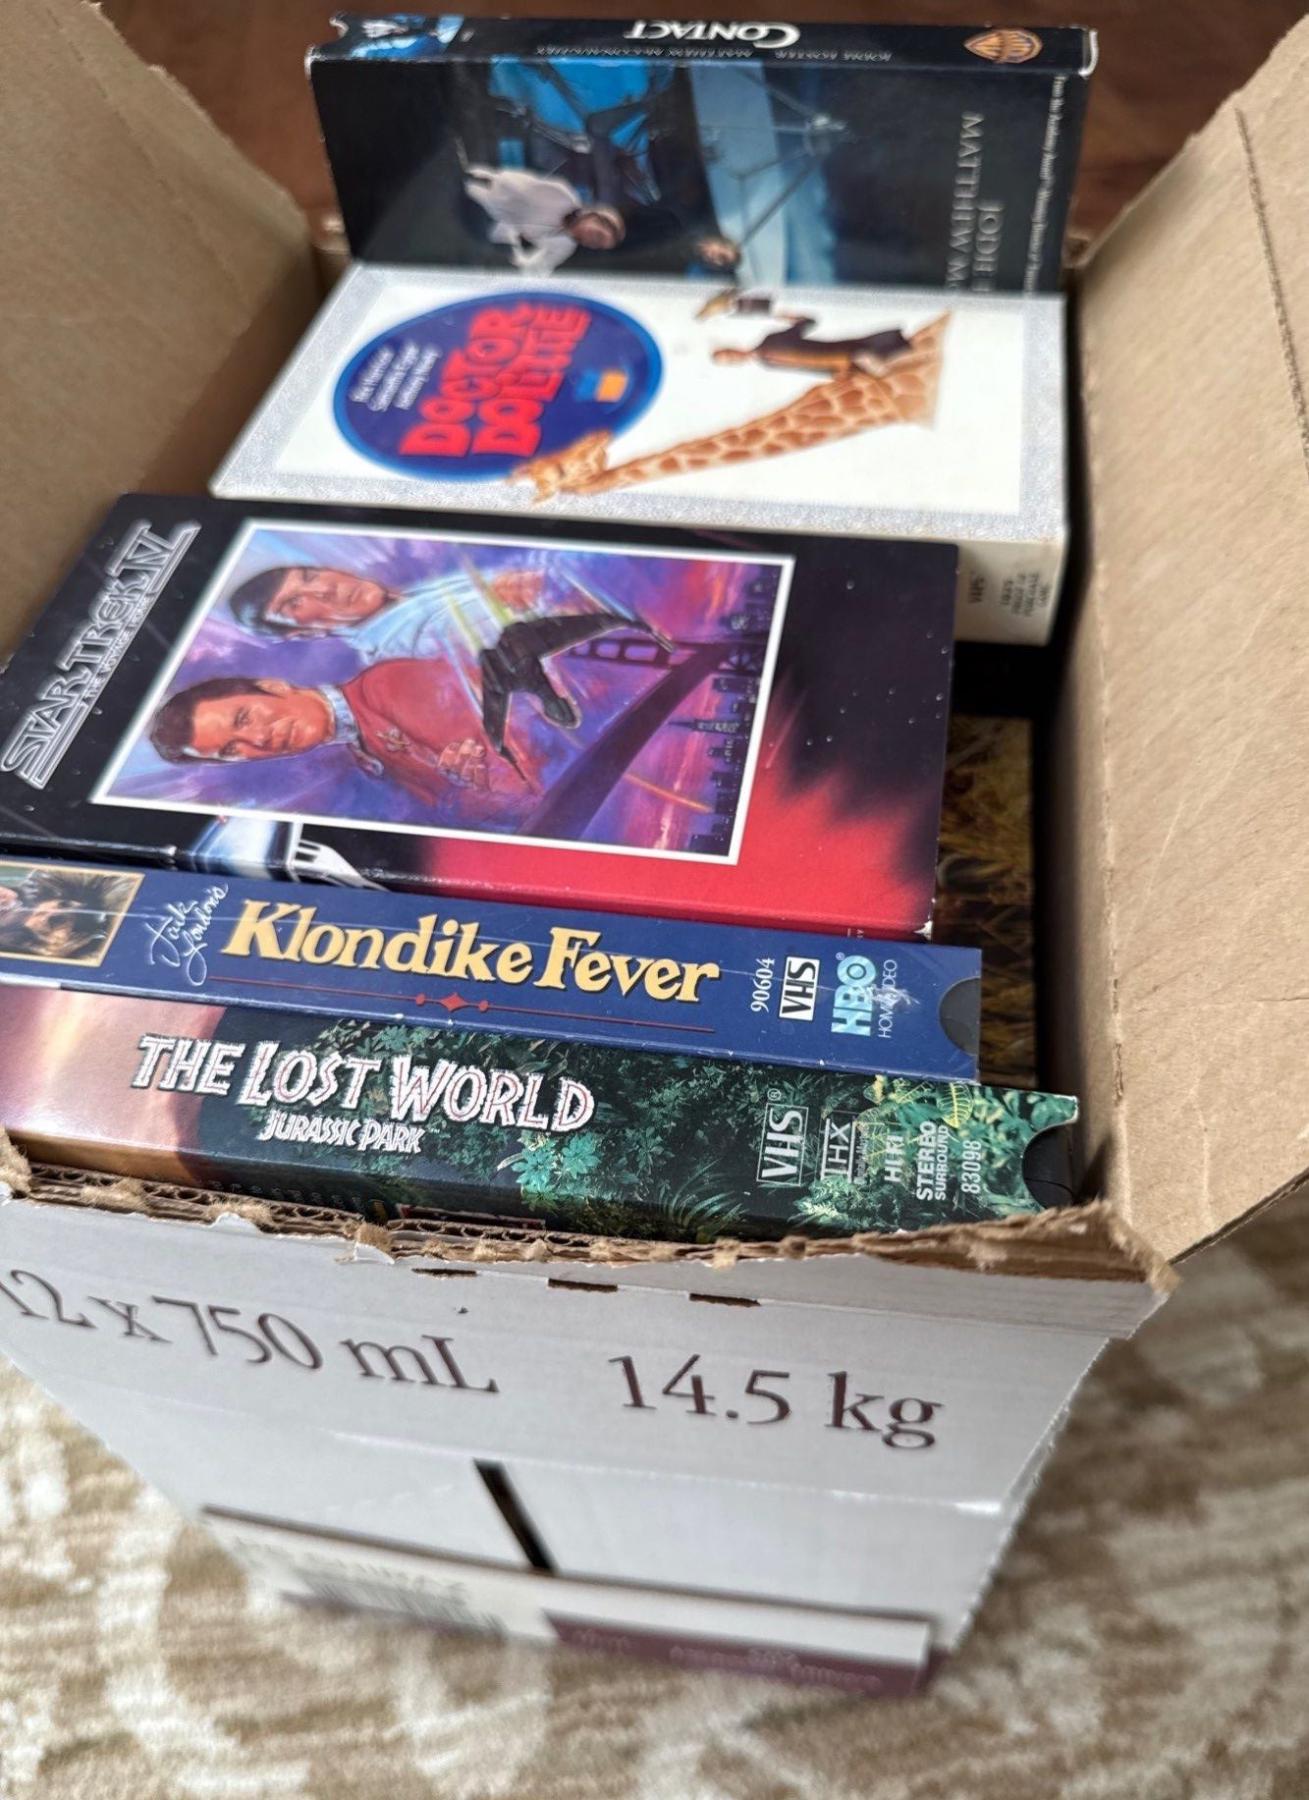 CONTACT
MATTHEW
JODIE
DOCTOR
DOLITTLE
VHS
STAR TREK IV
THE VOYAGE HOME
Jack London's
Klondike Fever
90604
VHS
HBO®
HOME VIDEO
THE LOST WORLD
JURASSIC PARK
VHS®
THX
HI FI
STEREO
SURROUND
83098
12 x 750 mL
14.5 kg